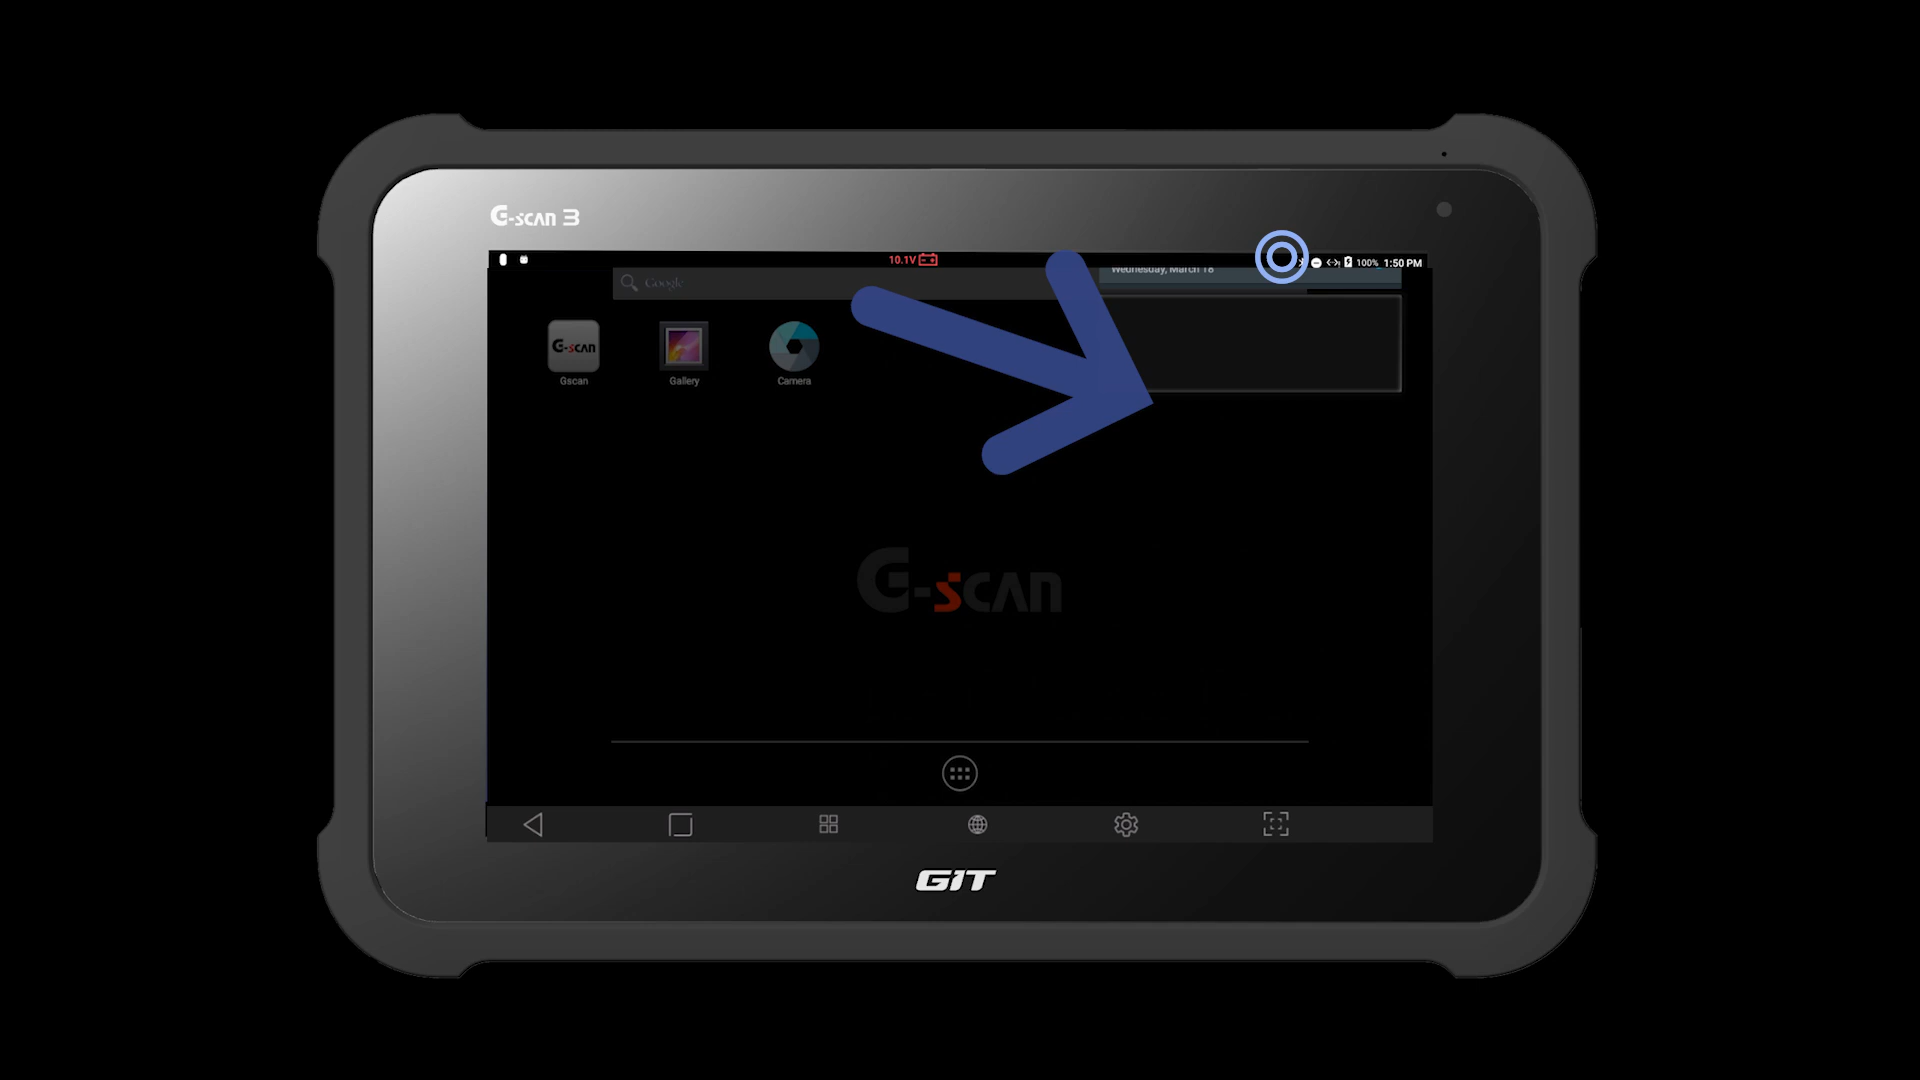 G-SCAN 3
10.1V
100% 1:50 PM
Wednesday, March 18
Google
G-SCAN
Gscan
Gallery
Camera
G-SCAN
GIT